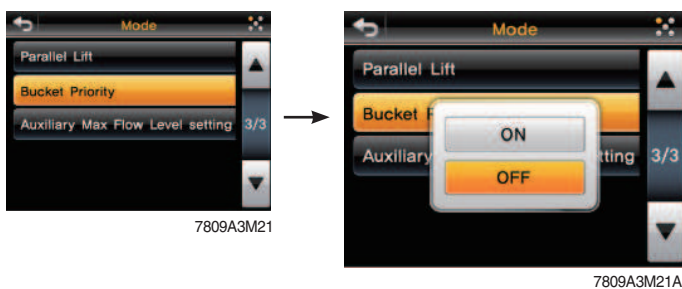 Mode
Parallel Lift
Bucket Priority
Auxiliary Max Flow Level setting
3/3
7809A3M21
Mode
Parallel Lift
Bucket P
ON
Auxiliary tting
3/3
OFF
7809A3M21A